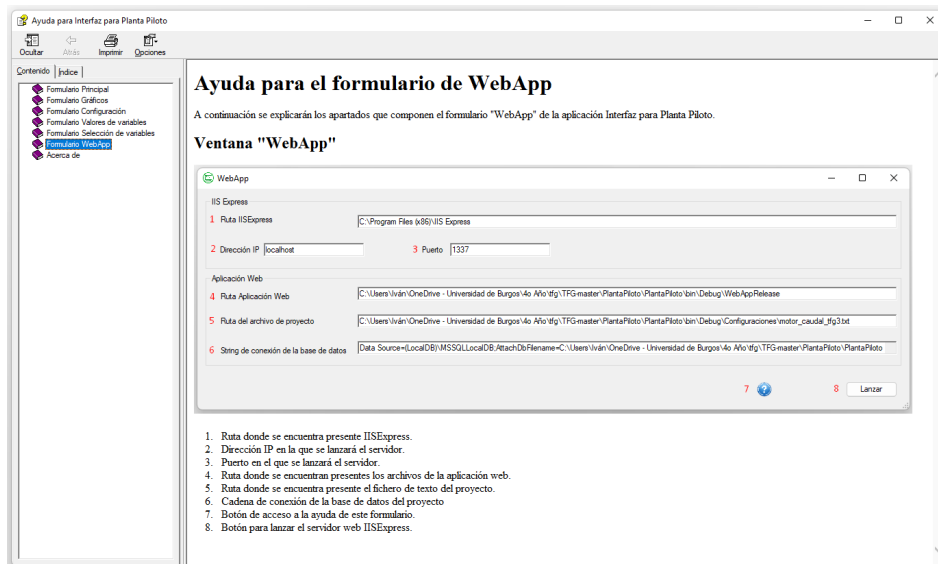 Ayuda para Interfaz para Planta Piloto
Ocultar Atrás Imprimir Opciones
Contenido Índice
Formulario Principal
Formulario Gráficos
Formulario Configuración
Formulario Valores de variables
Formulario Selección de variables
Formulario WebApp
Acerca de
Ayuda para el formulario de WebApp
A continuación se explicarán los apartados que componen el formulario "WebApp" de la aplicación Interfaz para Planta Piloto.
Ventana "WebApp"
WebApp
IIS Express
1 Ruta IISExpress C:\Program Files (x86)\IIS Express
2 Dirección IP localhost 3 Puerto 1337
Aplicación Web
4 Ruta Aplicación Web C:\Users\Iván\OneDrive - Universidad de Burgos\4o Año\tfg\TFG-master\PlantaPiloto\PlantaPiloto\bin\Debug\WebAppRelease
5 Ruta del archivo de proyecto C:\Users\Iván\OneDrive - Universidad de Burgos\4o Año\tfg\TFG-master\PlantaPiloto\PlantaPiloto\bin\Debug\Configuraciones\motor_caudal_tfg3.txt
6 String de conexión de la base de datos Data Source=(LocalDB)\MSSQLLocalDB;AttachDbFilename=C:\Users\Iván\OneDrive - Universidad de Burgos\4o Año\tfg\TFG-master\PlantaPiloto\PlantaPiloto
7 ? 8 Lanzar
1. Ruta donde se encuentra presente IISExpress.
2. Dirección IP en la que se lanzará el servidor.
3. Puerto en el que se lanzará el servidor.
4. Ruta donde se encuentran presentes los archivos de la aplicación web.
5. Ruta donde se encuentra presente el fichero de texto del proyecto.
6. Cadena de conexión de la base de datos del proyecto
7. Botón de acceso a la ayuda de este formulario.
8. Botón para lanzar el servidor web IISExpress.